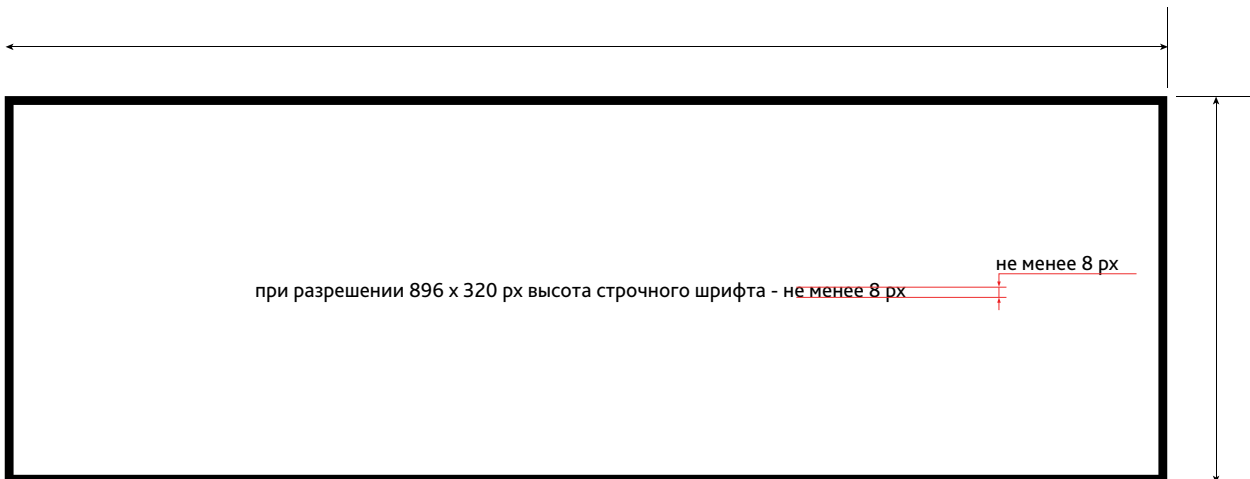 не менее 8 px
при разрешении 896 x 320 px высота строчного шрифта - не менее 8 px